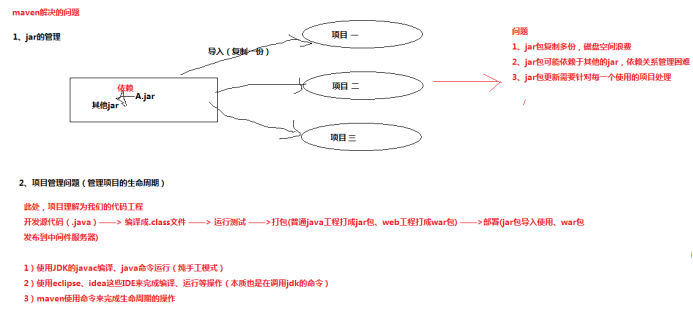 maven解决的问题
1、jar的管理
导入（复制一份）
项目 一
项目 二
项目 三
依赖
A.jar
其他jar
问题
1、jar包复制多份，磁盘空间浪费
2、jar包可能依赖于其他的jar，依赖关系管理困难
3、jar包更新需要针对每一个使用的项目处理
2、项目管理问题（管理项目的生命周期）
此处，项目理解为我们的代码工程
开发源代码（.java）——> 编译成.class文件 ——> 运行测试 ——>打包(普通java工程打成jar包、web工程打成war包) ——>部署(jar包导入使用、war包
发布到中间件服务器)
1）使用JDK的javac编译、java命令运行（纯手工模式）
2）使用eclipse、idea这些IDE来完成编译、运行等操作（本质也是在调用jdk的命令）
3）maven使用命令来完成生命周期的操作